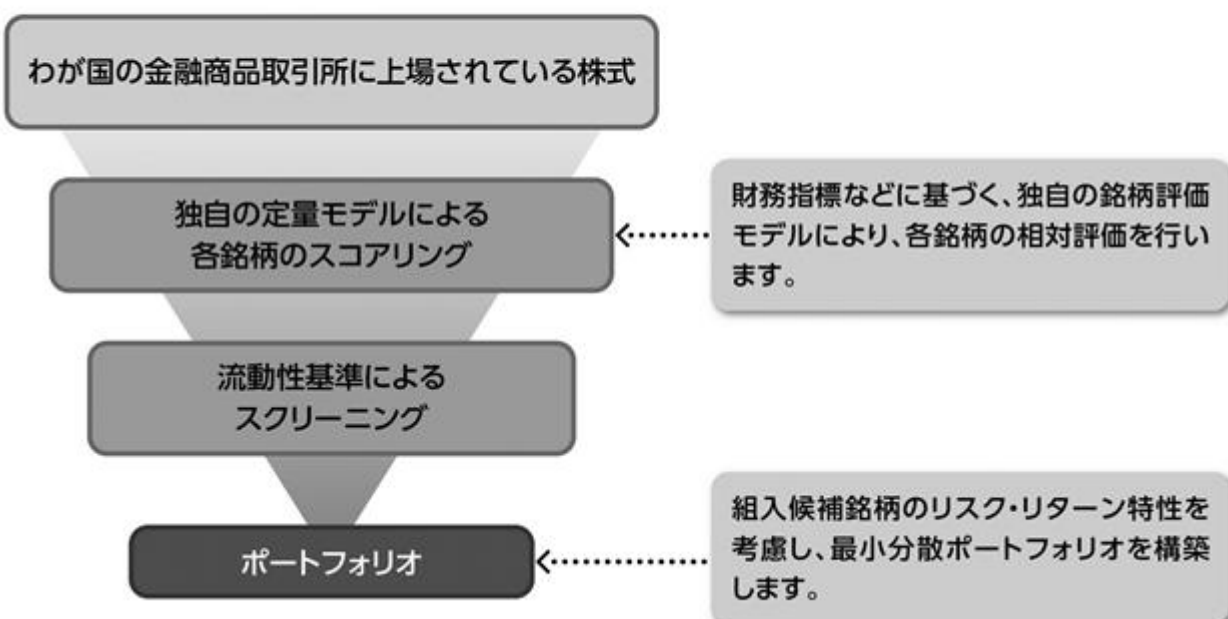 わが国の金融商品取引所に上場されている株式
独自の定量モデルによる
各銘柄のスコアリング
財務指標などに基づく、独自の銘柄評価
モデルにより、各銘柄の相対評価を行い
ます。
流動性基準による
スクリーニング
ポートフォリオ
組入候補銘柄のリスク・リターン特性を
考慮し、最小分散ポートフォリオを構築
します。